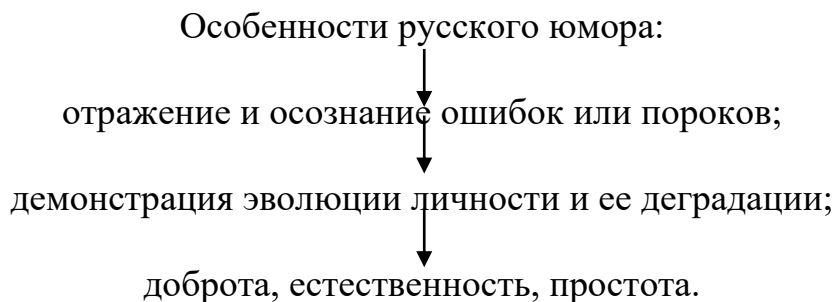 Особенности русского юмора:
отражение и осознание ошибок или пороков;
демонстрация эволюции личности и ее деградации;
доброта, естественность, простота.